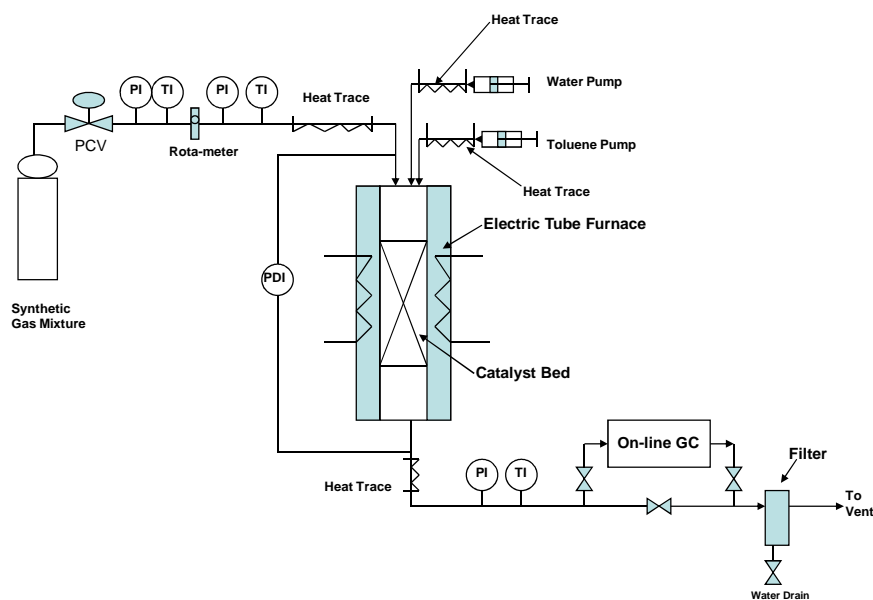 Heat Trace
Water Pump
PI
TI
PI
TI
Heat Trace
PCV
Rota-meter
Toluene Pump
Heat Trace
Electric Tube Furnace
PDI
Synthetic
Gas Mixture
Catalyst Bed
On-line GC
Filter
Heat Trace
PI
TI
To
Vent
Water Drain